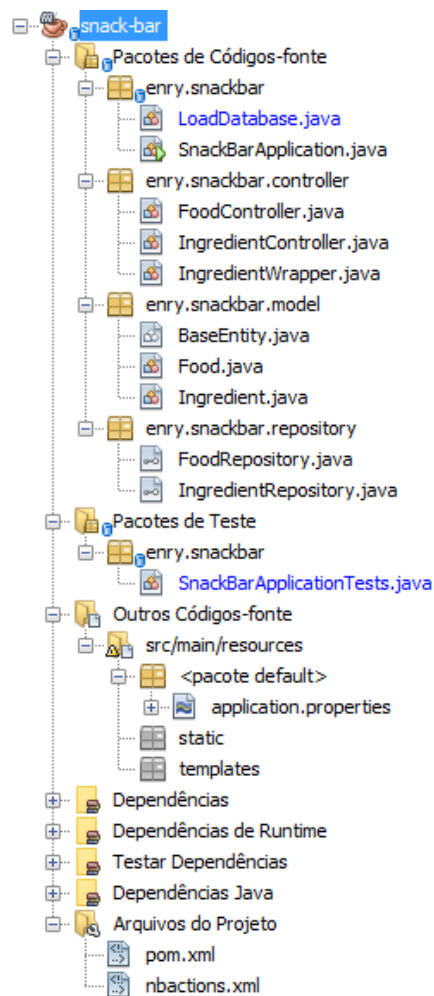 snack-bar
Pacotes de Códigos-fonte
enry.snackbar
LoadDatabase.java
SnackBarApplication.java
enry.snackbar.controller
FoodController.java
IngredientController.java
IngredientWrapper.java
enry.snackbar.model
BaseEntity.java
Food.java
Ingredient.java
enry.snackbar.repository
FoodRepository.java
IngredientRepository.java
Pacotes de Teste
enry.snackbar
SnackBarApplicationTests.java
Outros Códigos-fonte
src/main/resources
<pacote default>
application.properties
static
templates
Dependências
Dependências de Runtime
Testar Dependências
Dependências Java
Arquivos do Projeto
pom.xml
nbactions.xml